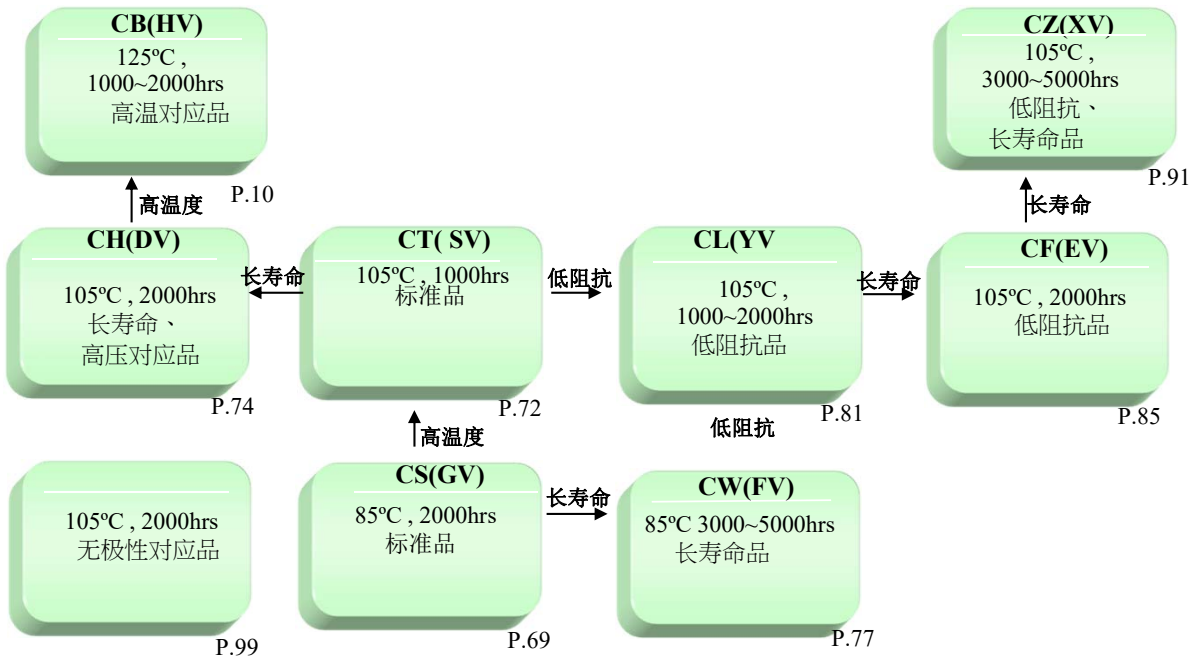 CB(HV)
125ºC ,
1000~2000hrs
高温对应品
P.10
CZ(XV)
105ºC ,
3000~5000hrs
低阻抗、
长寿命品
P.91
高温度
长寿命
CH(DV)
105ºC , 2000hrs
长寿命、
高压对应品
P.74
长寿命
CT( SV)
105ºC , 1000hrs
标准品
P.72
低阻抗
CL(YV
105ºC ,
1000~2000hrs
低阻抗品
P.81
长寿命
CF(EV)
105ºC , 2000hrs
低阻抗品
P.85
高温度
低阻抗
105ºC , 2000hrs
无极性对应品
P.99
CS(GV)
85ºC , 2000hrs
标准品
P.69
长寿命
CW(FV)
85ºC 3000~5000hrs
长寿命品
P.77